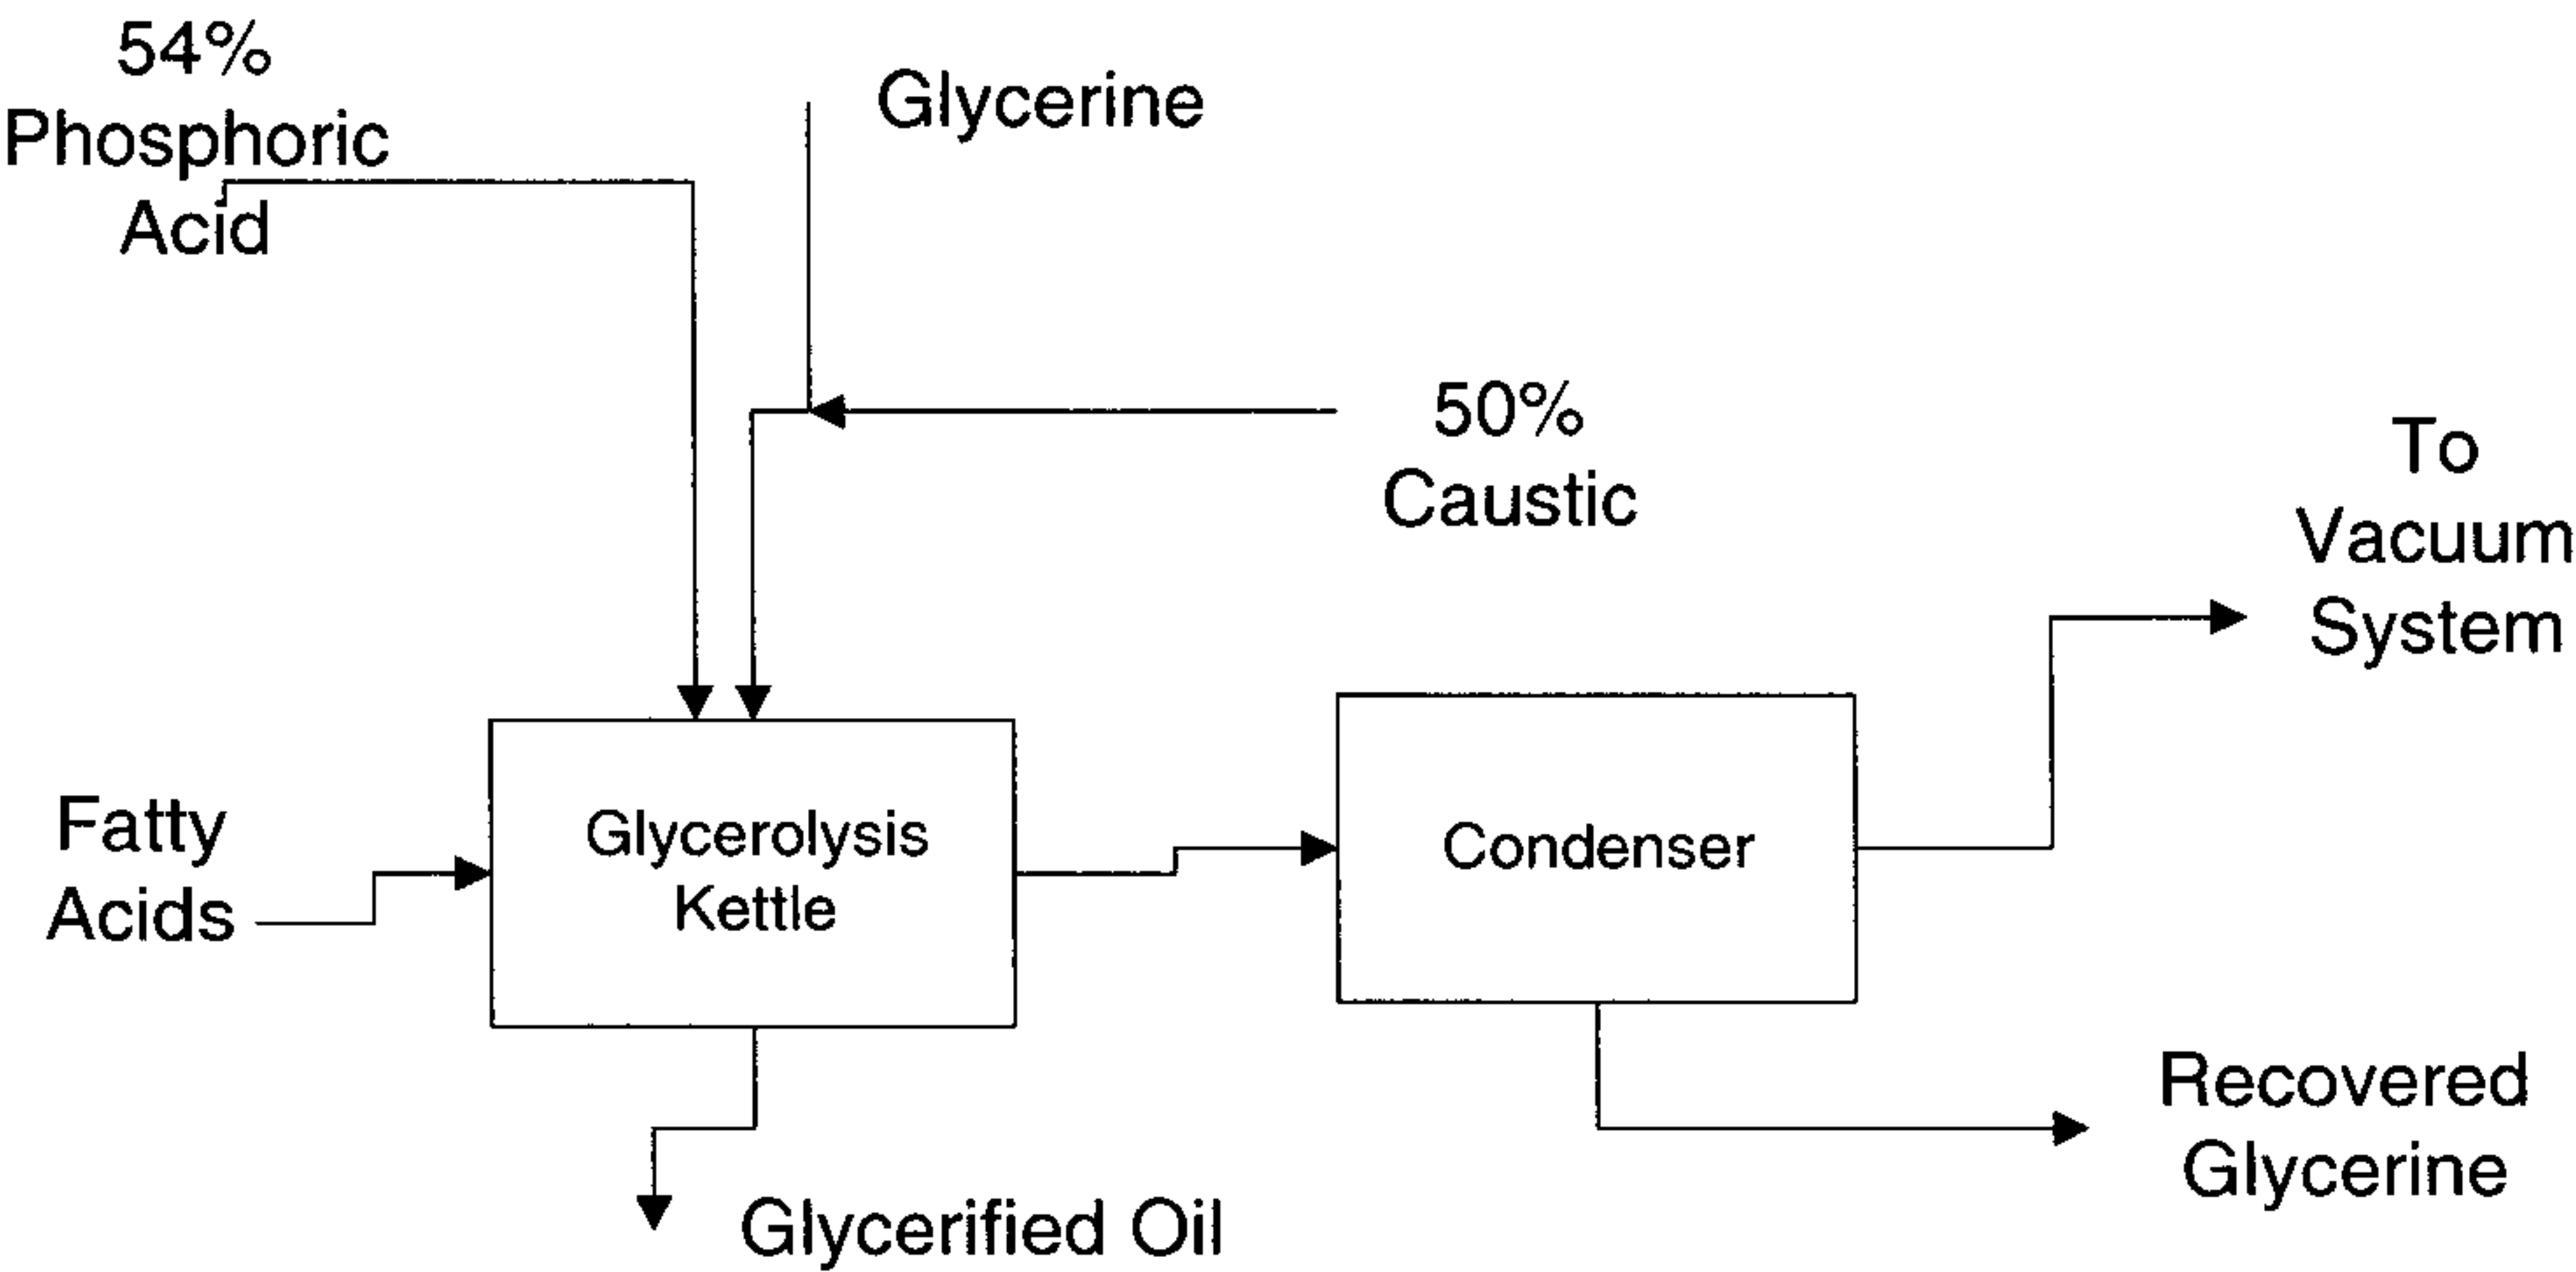 54%
Phosphoric
Acid
Glycerine
50%
Caustic
To
Vacuum
System
Fatty
Acids
Glycerolysis
Kettle
Condenser
Recovered
Glycerine
Glycerified Oil